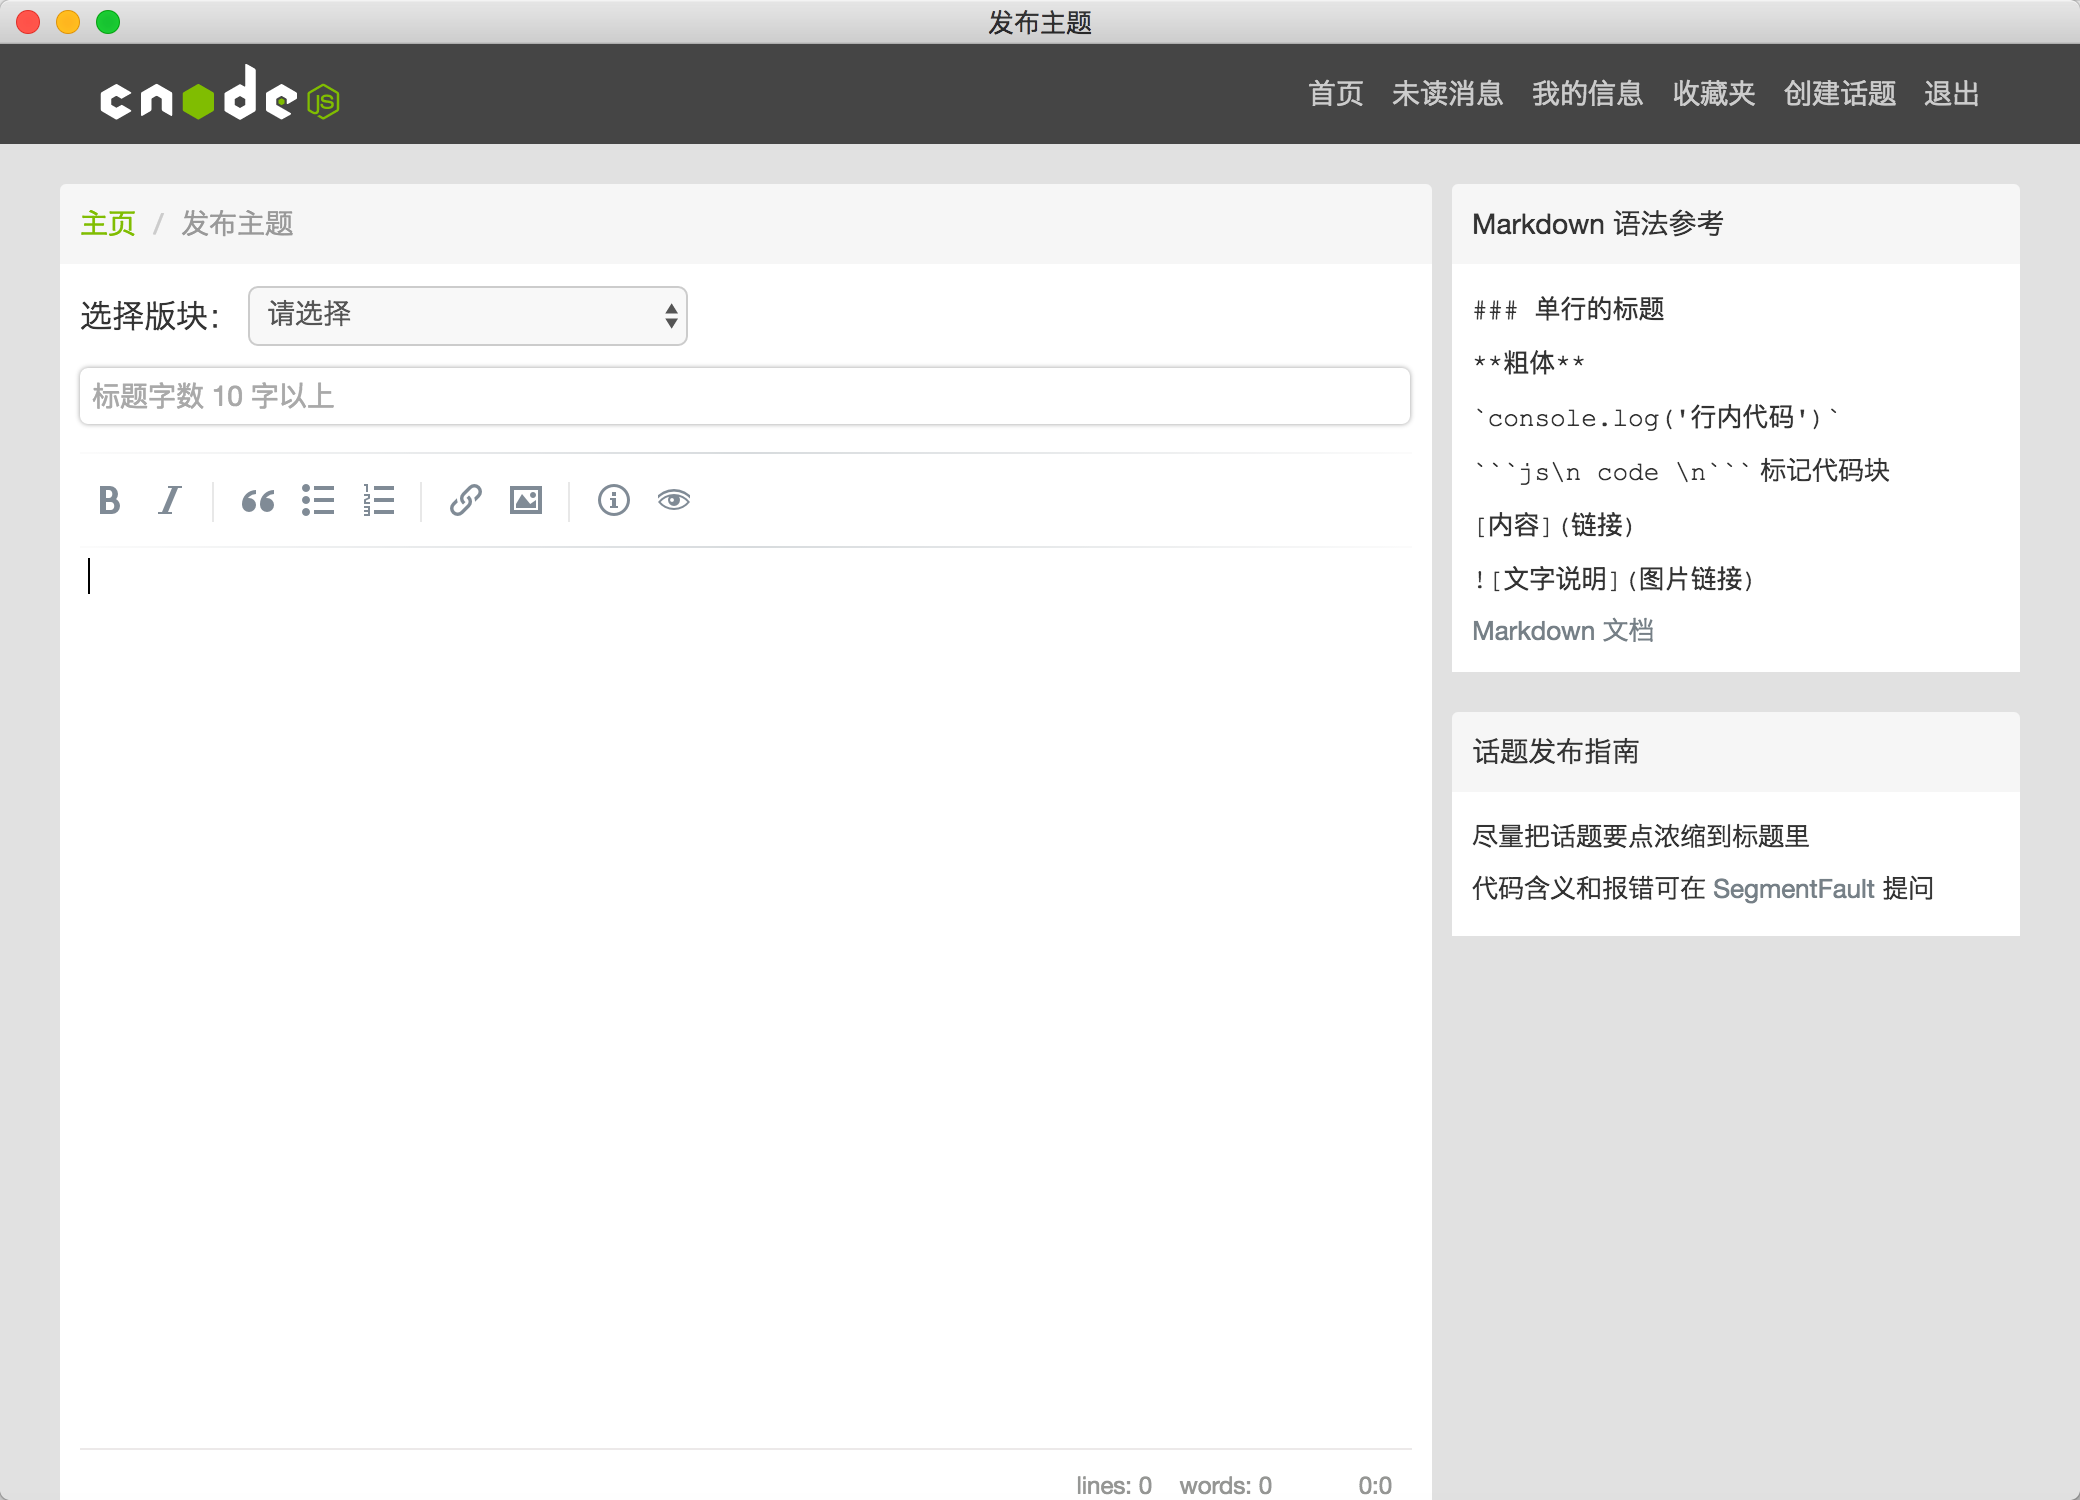 发布主题
cnode JS
首页 未读消息 我的信息 收藏夹 创建话题 退出
主页 / 发布主题
选择版块： 请选择
标题字数 10 字以上
B I
lines: 0 words: 0 0:0
Markdown 语法参考
### 单行的标题
**粗体**
`console.log('行内代码')`
```js\n code \n``` 标记代码块
[内容](链接)
![文字说明](图片链接)
Markdown 文档
话题发布指南
尽量把话题要点浓缩到标题里
代码含义和报错可在 SegmentFault 提问